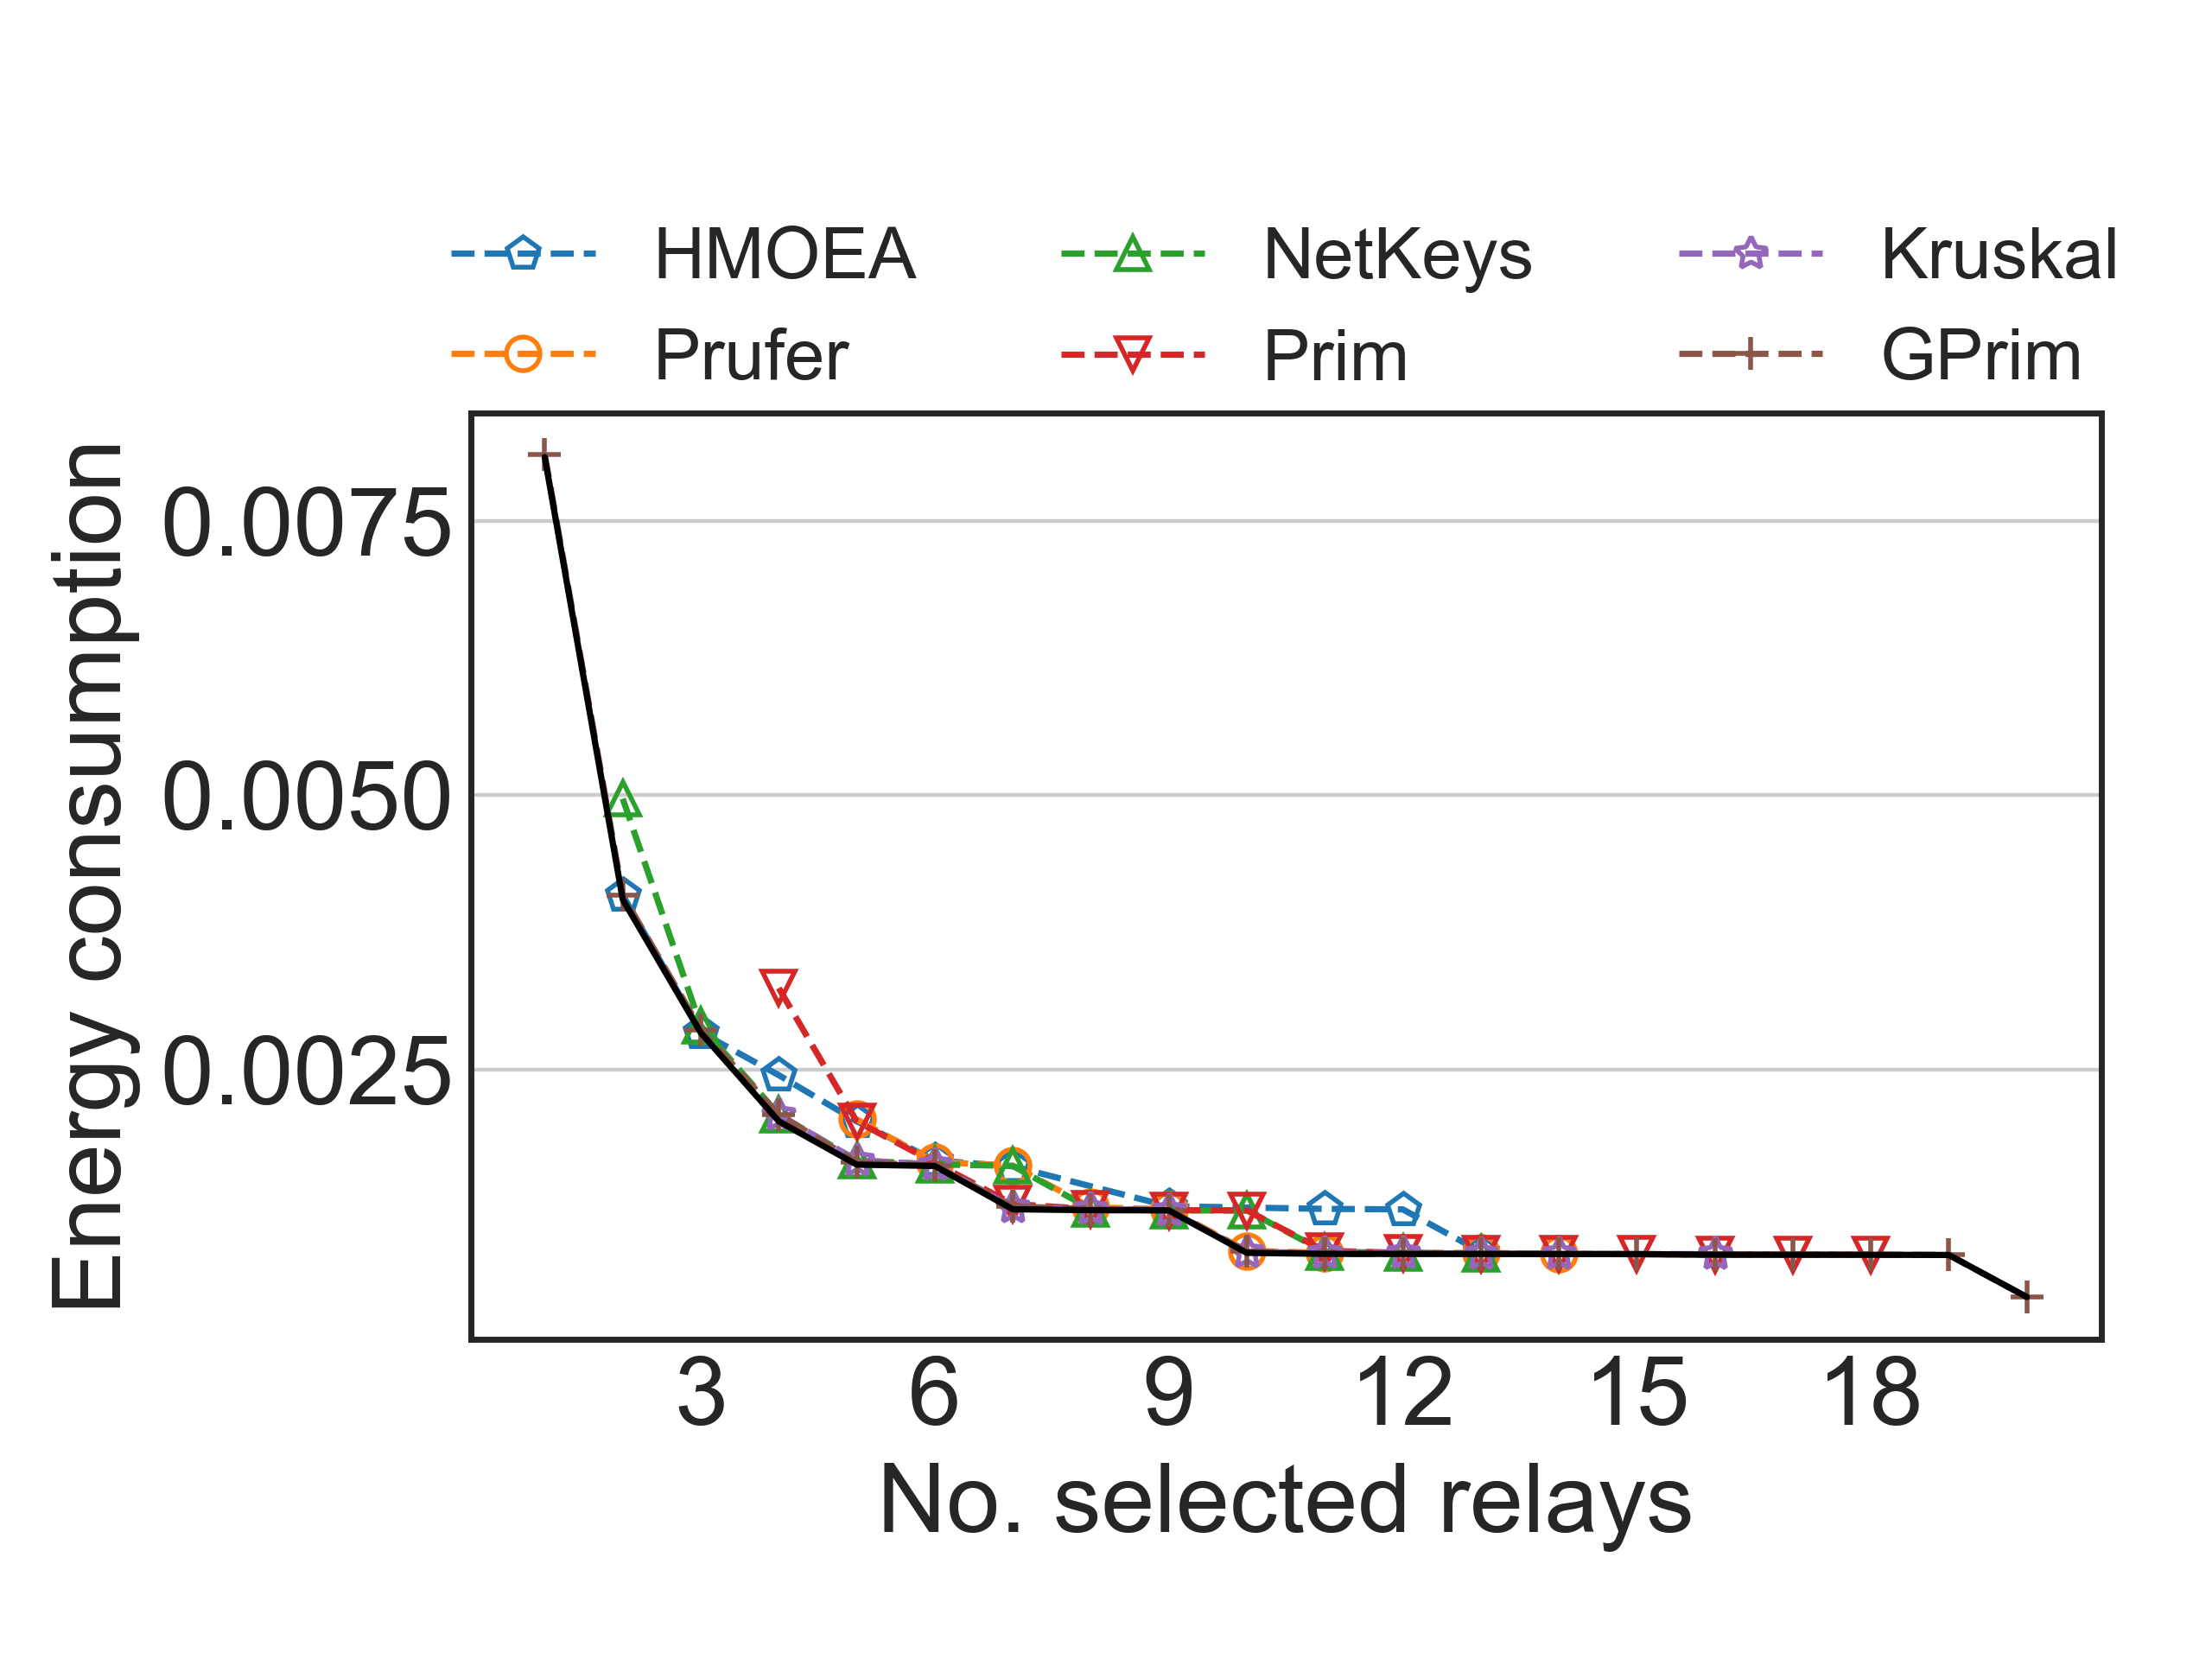 HMOEA NetKeys Kruskal
Prufer Prim GPrim
Energy consumption
0.0075
0.0050
0.0025
3 6 9 12 15 18
No. selected relays